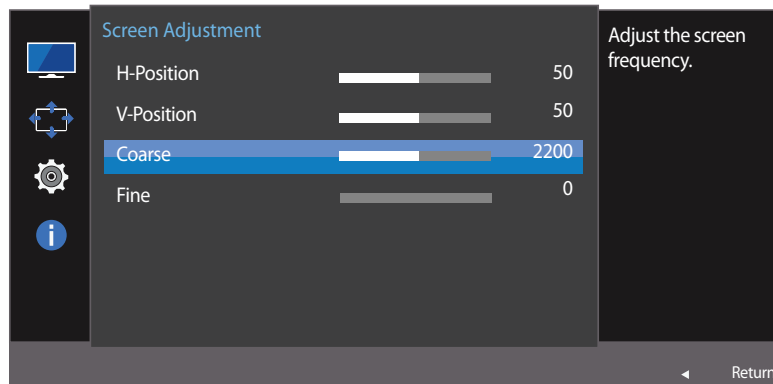 Screen Adjustment
H-Position 50
V-Position 50
Coarse 2200
Fine 0
Adjust the screen
frequency.
Return